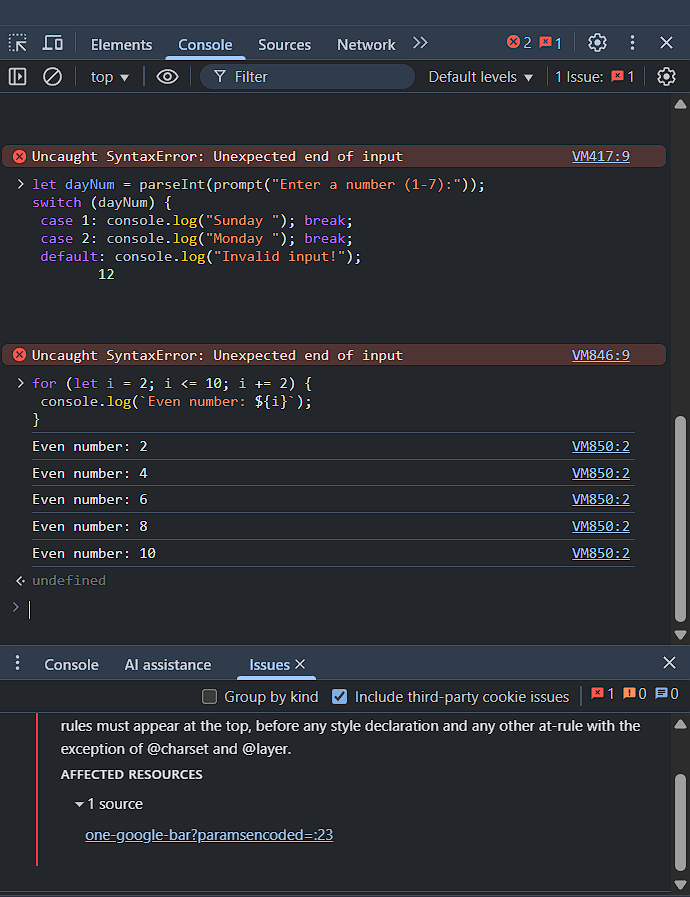 Elements Console Sources Network
2 1
top Filter Default levels 1 Issue: 1
Uncaught SyntaxError: Unexpected end of input VM417:9
> let dayNum = parseInt(prompt("Enter a number (1-7):"));
switch (dayNum) {
case 1: console.log("Sunday "); break;
case 2: console.log("Monday "); break;
default: console.log("Invalid input!");
12
Uncaught SyntaxError: Unexpected end of input VM846:9
> for (let i = 2; i <= 10; i += 2) {
console.log(`Even number: ${i}`);
}
Even number: 2 VM850:2
Even number: 4 VM850:2
Even number: 6 VM850:2
Even number: 8 VM850:2
Even number: 10 VM850:2
undefined
>
Console AI assistance Issues
Group by kind Include third-party cookie issues 1 0 0
rules must appear at the top, before any style declaration and any other at-rule with the
exception of @charset and @layer.
AFFECTED RESOURCES
1 source
one-google-bar?paramsencoded=:23